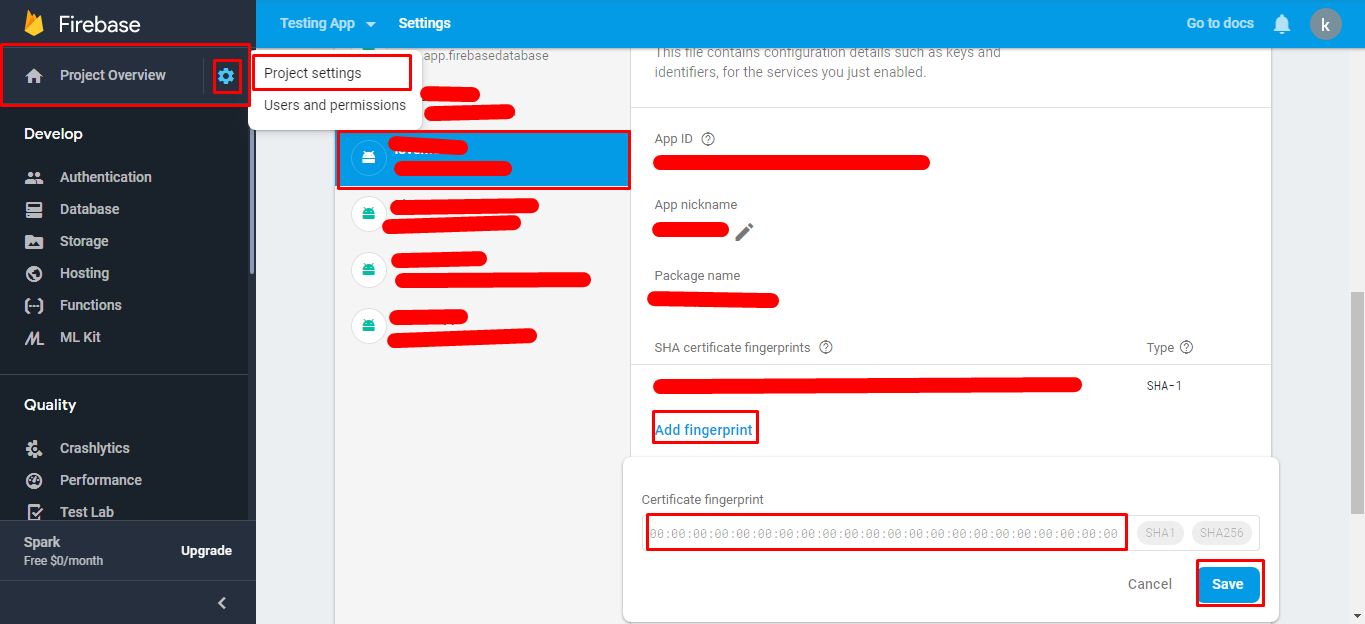 Firebase
Testing App
Settings
Go to docs
k
Project Overview
Project settings
Users and permissions
Develop
Authentication
Database
Storage
Hosting
Functions
ML Kit
Quality
Crashlytics
Performance
Test Lab
Spark
Free $0/month
Upgrade
app.firebasedatabase
This file contains configuration details such as keys and
identifiers, for the services you just enabled.
App ID
App nickname
Package name
SHA certificate fingerprints
Type
SHA-1
Add fingerprint
Certificate fingerprint
00:00:00:00:00:00:00:00:00:00:00:00:00:00:00:00:00:00:00:00:00:00
SHA1
SHA256
Cancel
Save